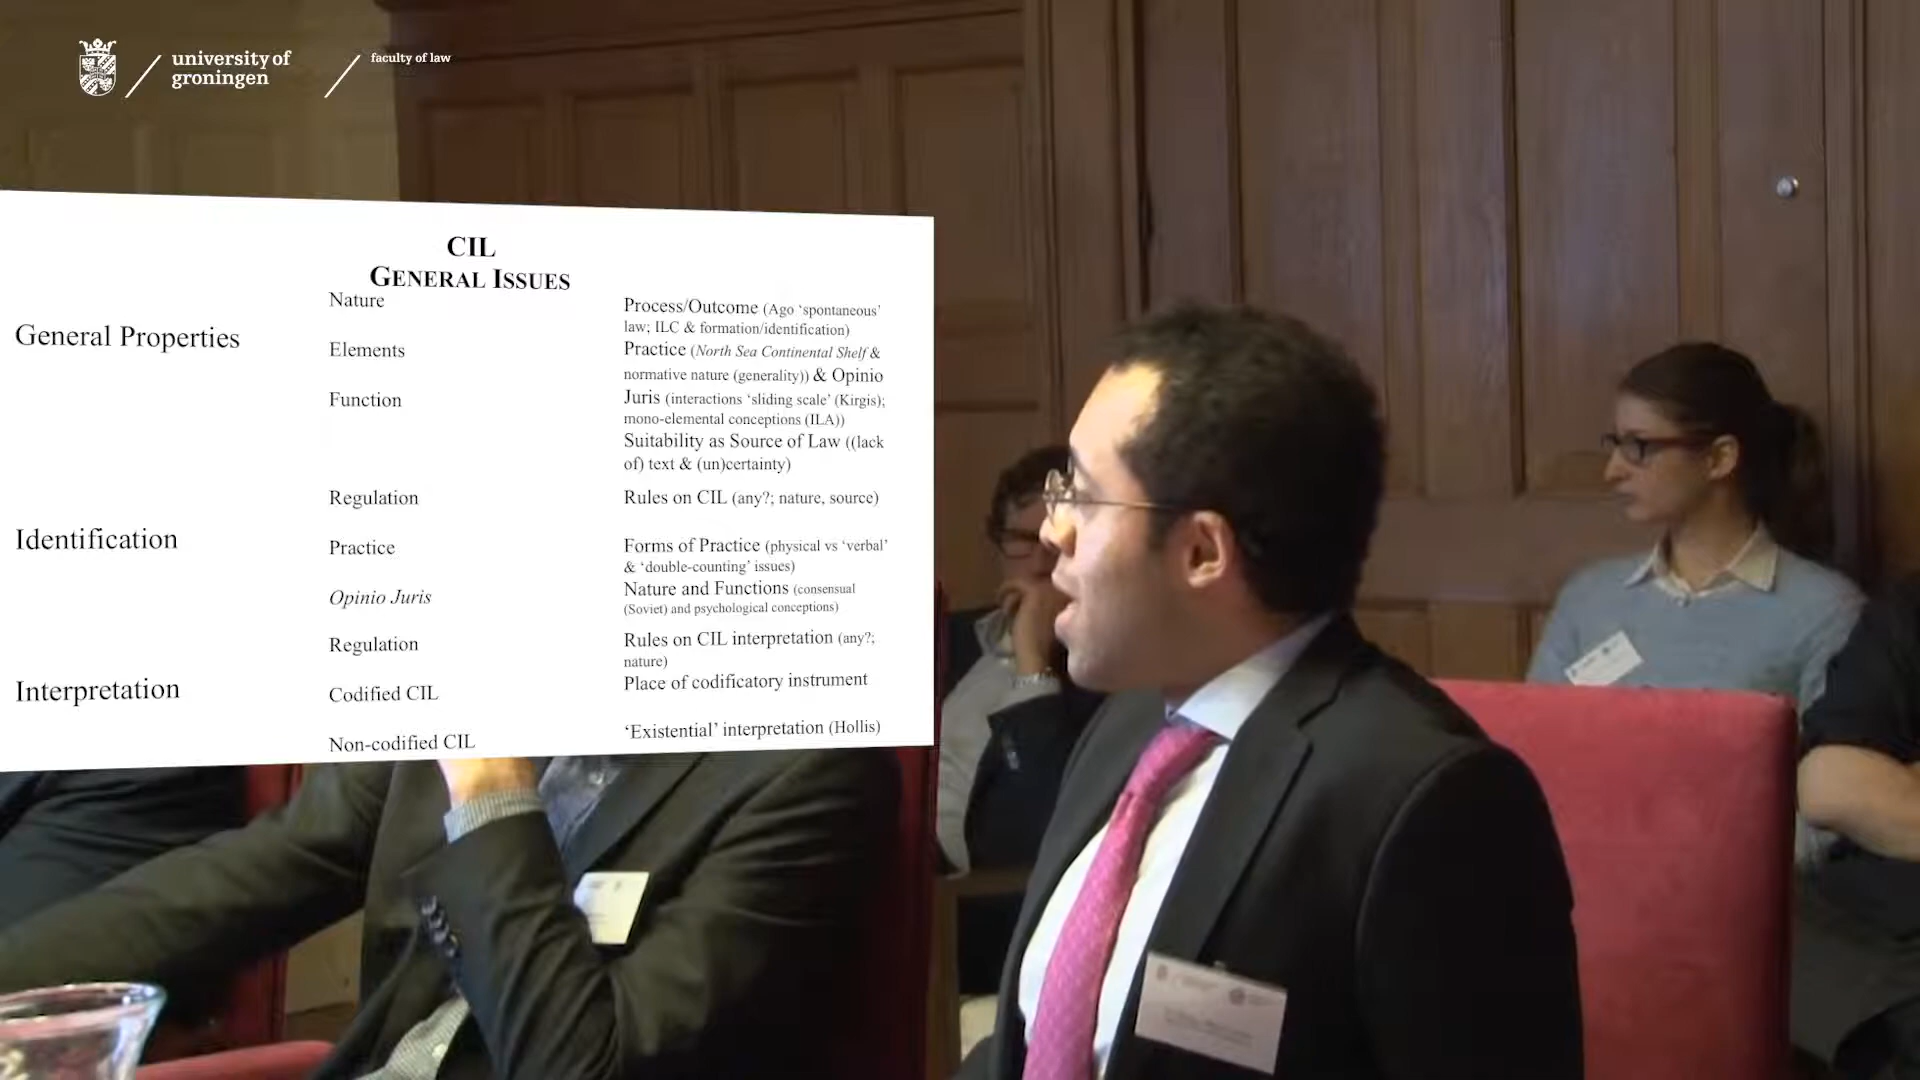 university of
groningen
faculty of law
CIL
GENERAL ISSUES
General Properties
Nature
Process/Outcome (Ago ‘spontaneous’
law; ILC & formation/identification)
Elements
Practice (North Sea Continental Shelf &
normative nature (generality)) & Opinio
Function
Juris (interactions ‘sliding scale’ (Kirgis);
mono-elemental conceptions (ILA))
Suitability as Source of Law ((lack
of) text & (un)certainty)
Identification
Regulation
Rules on CIL (any?; nature, source)
Practice
Forms of Practice (physical vs ‘verbal’
& ‘double-counting’ issues)
Opinio Juris
Nature and Functions (consensual
(Soviet) and psychological conceptions)
Interpretation
Regulation
Rules on CIL interpretation (any?;
nature)
Codified CIL
Place of codificatory instrument
Non-codified CIL
‘Existential’ interpretation (Hollis)